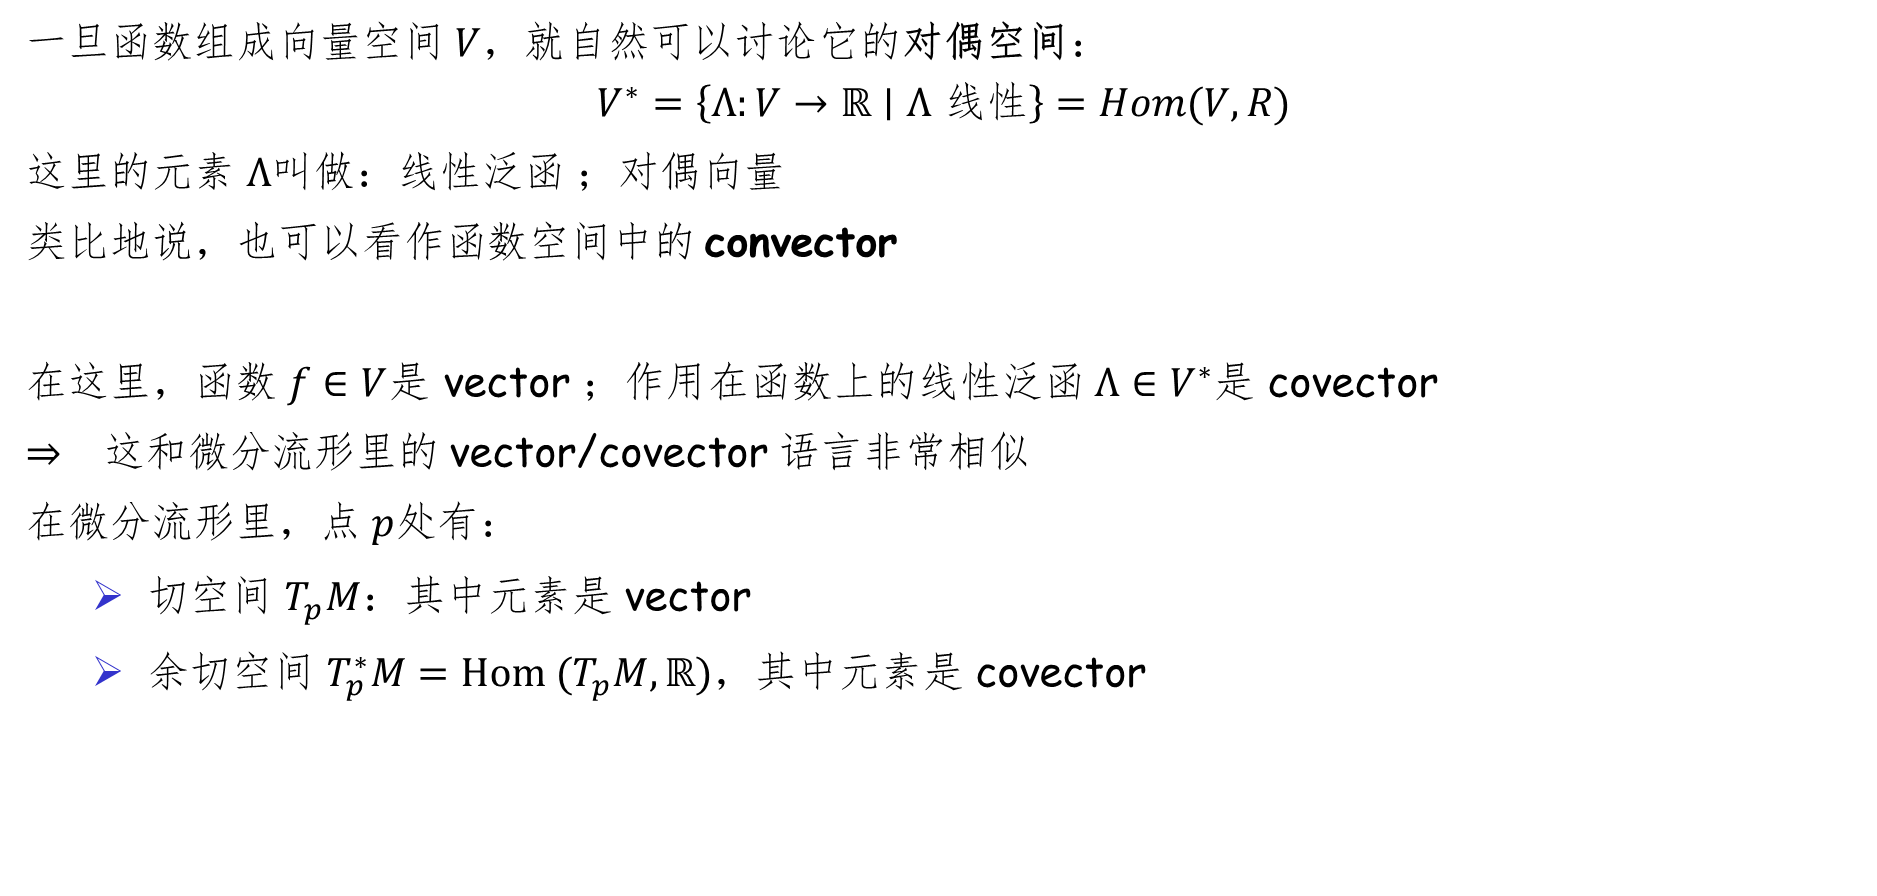 一旦函数组成向量空间 V，就自然可以讨论它的对偶空间：
V* = {Λ: V → ℝ ∣ Λ 线性} = Hom(V, R)
这里的元素 Λ叫做：线性泛函 ; 对偶向量
类比地说，也可以看作函数空间中的 convector
在这里，函数 f ∈ V是 vector ; 作用在函数上的线性泛函 Λ ∈ V*是 covector
⇒ 这和微分流形里的 vector/covector 语言非常相似
在微分流形里，点 p处有：
➢ 切空间 T_pM：其中元素是 vector
➢ 余切空间 T_p^*M = Hom (T_pM, ℝ)，其中元素是 covector